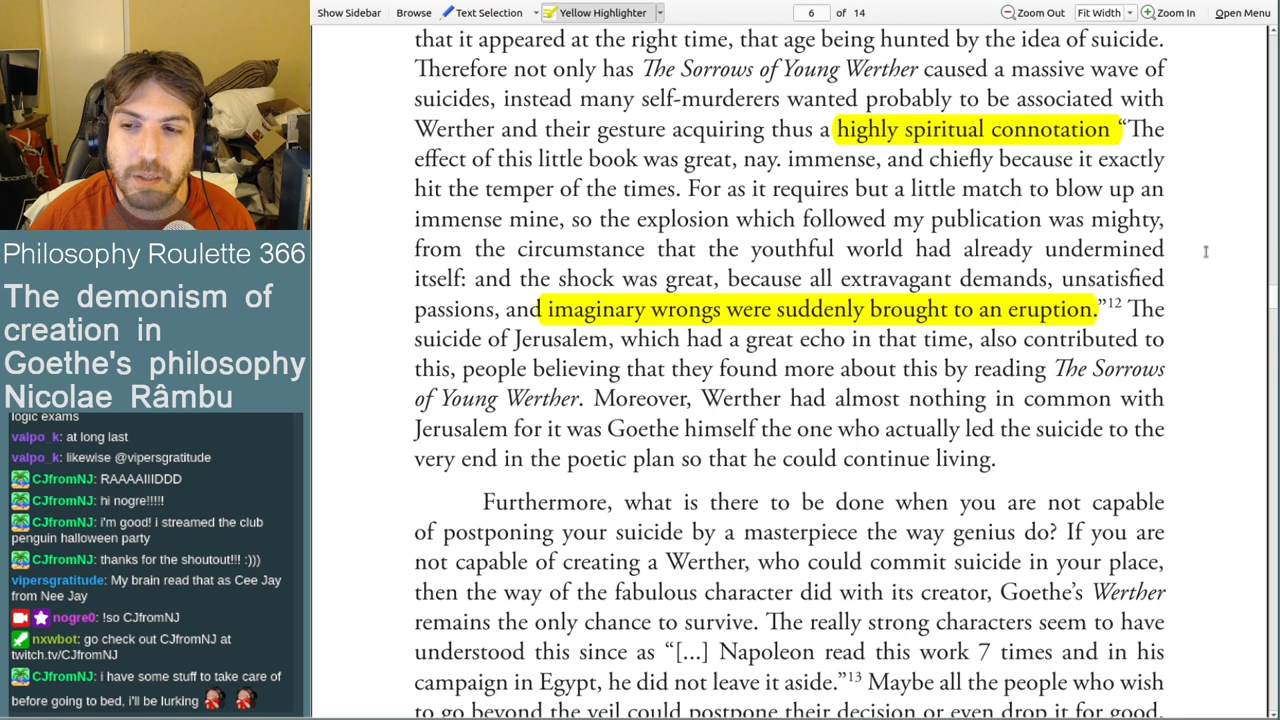 Show Sidebar Browse Text Selection Yellow Highlighter 6 of 14 Zoom Out Fit Width Zoom In Open Menu
that it appeared at the right time, that age being hunted by the idea of suicide.
Therefore not only has The Sorrows of Young Werther caused a massive wave of
suicides, instead many self-murderers wanted probably to be associated with
Werther and their gesture acquiring thus a highly spiritual connotation “The
effect of this little book was great, nay. immense, and chiefly because it exactly
hit the temper of the times. For as it requires but a little match to blow up an
immense mine, so the explosion which followed my publication was mighty,
from the circumstance that the youthful world had already undermined
itself: and the shock was great, because all extravagant demands, unsatisfied
passions, and imaginary wrongs were suddenly brought to an eruption.”12 The
suicide of Jerusalem, which had a great echo in that time, also contributed to
this, people believing that they found more about this by reading The Sorrows
of Young Werther. Moreover, Werther had almost nothing in common with
Jerusalem for it was Goethe himself the one who actually led the suicide to the
very end in the poetic plan so that he could continue living.
Furthermore, what is there to be done when you are not capable
of postponing your suicide by a masterpiece the way genius do? If you are
not capable of creating a Werther, who could commit suicide in your place,
then the way of the fabulous character did with its creator, Goethe’s Werther
remains the only chance to survive. The really strong characters seem to have
understood this since as “[...] Napoleon read this work 7 times and in his
campaign in Egypt, he did not leave it aside.”13 Maybe all the people who wish
to go beyond the veil could postpone their decision or even drop it for good,
Philosophy Roulette 366
The demonism of
creation in
Goethe's philosophy
Nicolae Râmbu
logic exams
valpo_k: at long last
valpo_k: likewise @vipersgratitude
CJfromNJ: RAAAAIIIDDD
CJfromNJ: hi nogre!!!!!
CJfromNJ: i'm good! i streamed the club
penguin halloween party
CJfromNJ: thanks for the shoutout!!! :)))
vipersgratitude: My brain read that as Cee Jay
from Nee Jay
nogre0: !so CJfromNJ
nxwbot: go check out CJfromNJ at
twitch.tv/CJfromNJ
CJfromNJ: i have some stuff to take care of
before going to bed, i'll be lurking